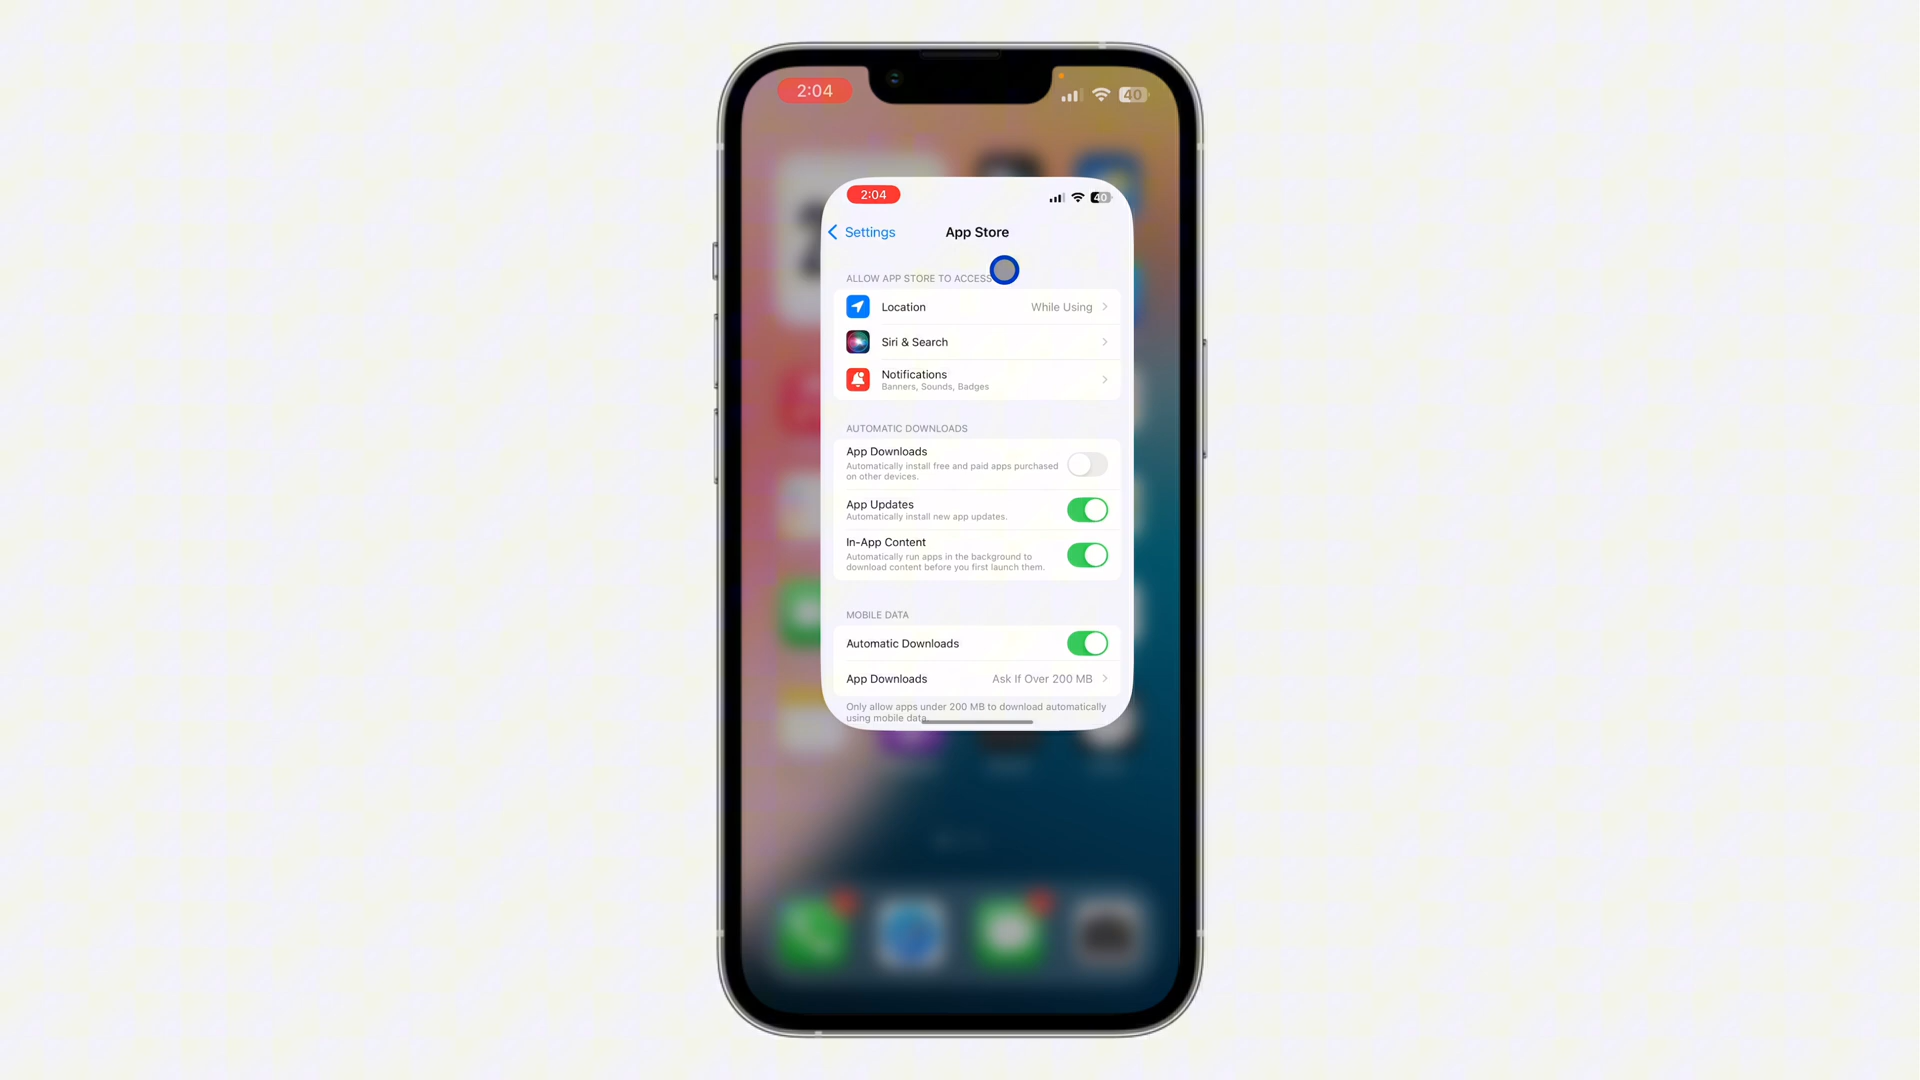 2:04
40
2:04
40
Settings
App Store
ALLOW APP STORE TO ACCESS
Location
While Using
Siri & Search
Notifications
Banners, Sounds, Badges
AUTOMATIC DOWNLOADS
App Downloads
Automatically install free and paid apps purchased
on other devices.
App Updates
Automatically install new app updates.
In-App Content
Automatically run apps in the background to
download content before you first launch them.
MOBILE DATA
Automatic Downloads
App Downloads
Ask If Over 200 MB
Only allow apps under 200 MB to download automatically
using mobile data.